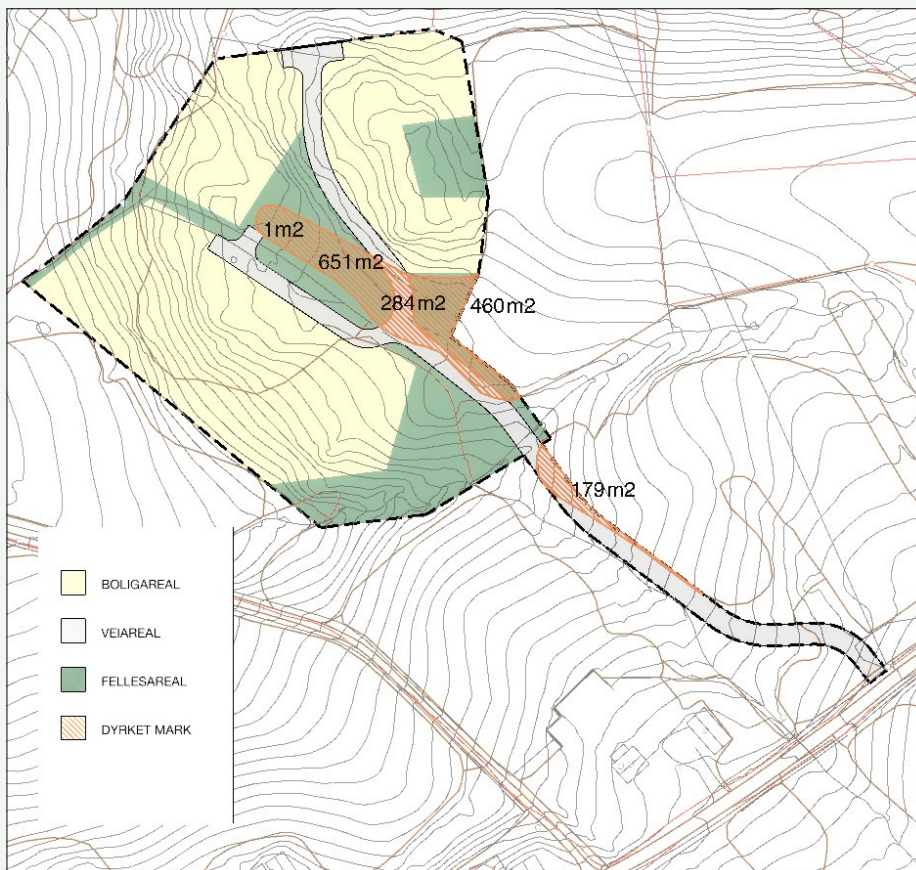 1m2
651m2
284m2
460m2
179m2
BOLIGAREAL
VEIAREAL
FELLESAREAL
DYRKET MARK